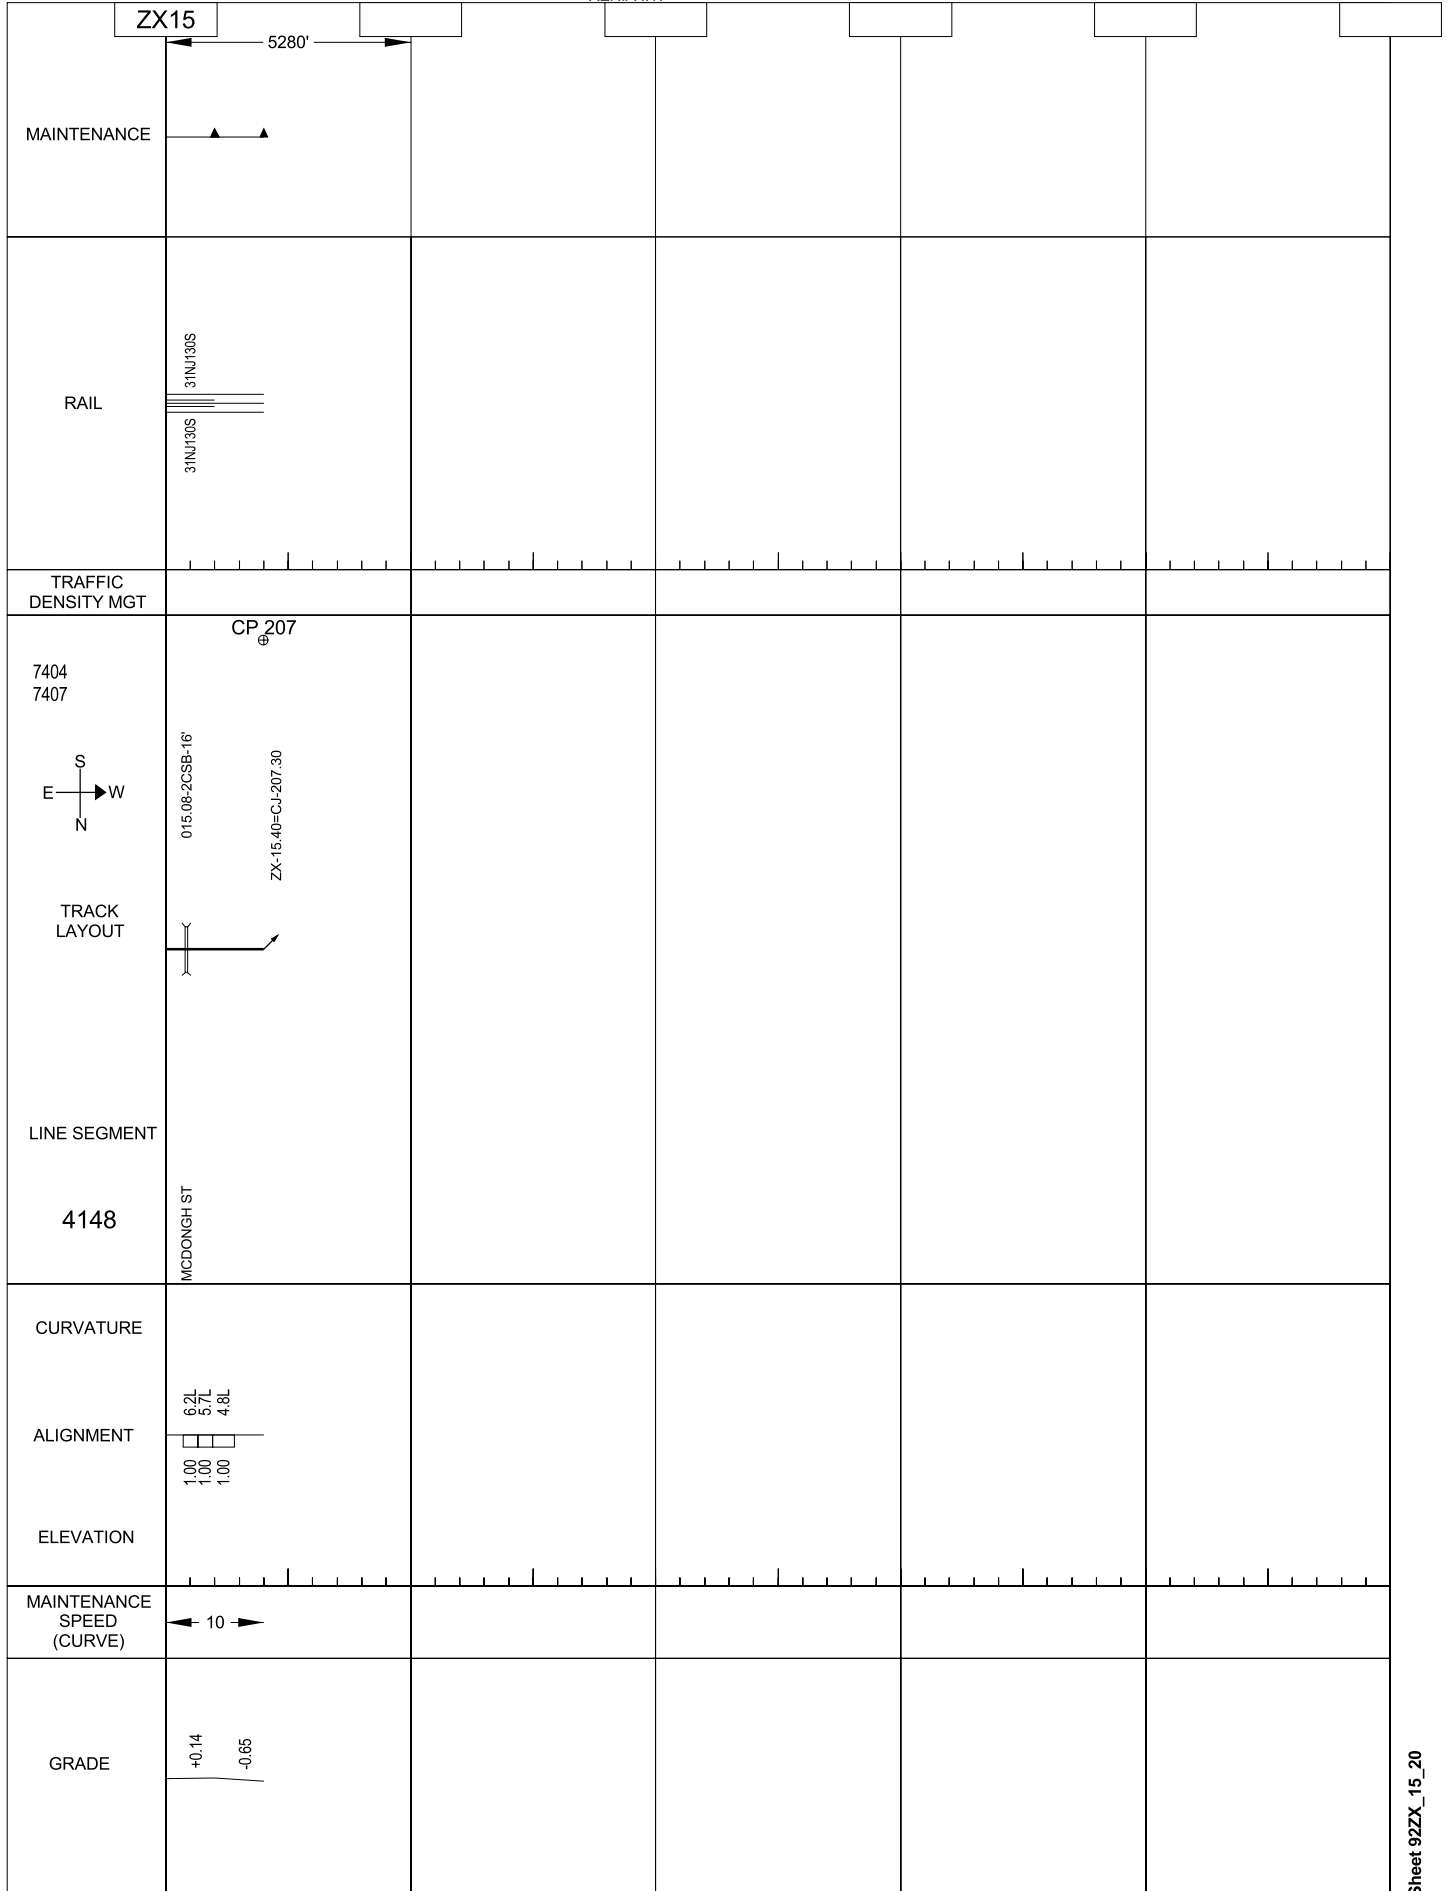 ZX15
5280'
MAINTENANCE
31NJ130S
RAIL
31NJ130S
TRAFFIC
DENSITY MGT
CP 207
7404
7407
S
E W
N
015.08-2CSB-16'
ZX-15.40=CJ-207.30
TRACK
LAYOUT
LINE SEGMENT
4148
MCDONGH ST
CURVATURE
6.2L
5.7L
4.8L
ALIGNMENT
1.00
1.00
1.00
ELEVATION
MAINTENANCE
SPEED
(CURVE)
10
+0.14
-0.65
GRADE
Sheet 92ZX_15_20